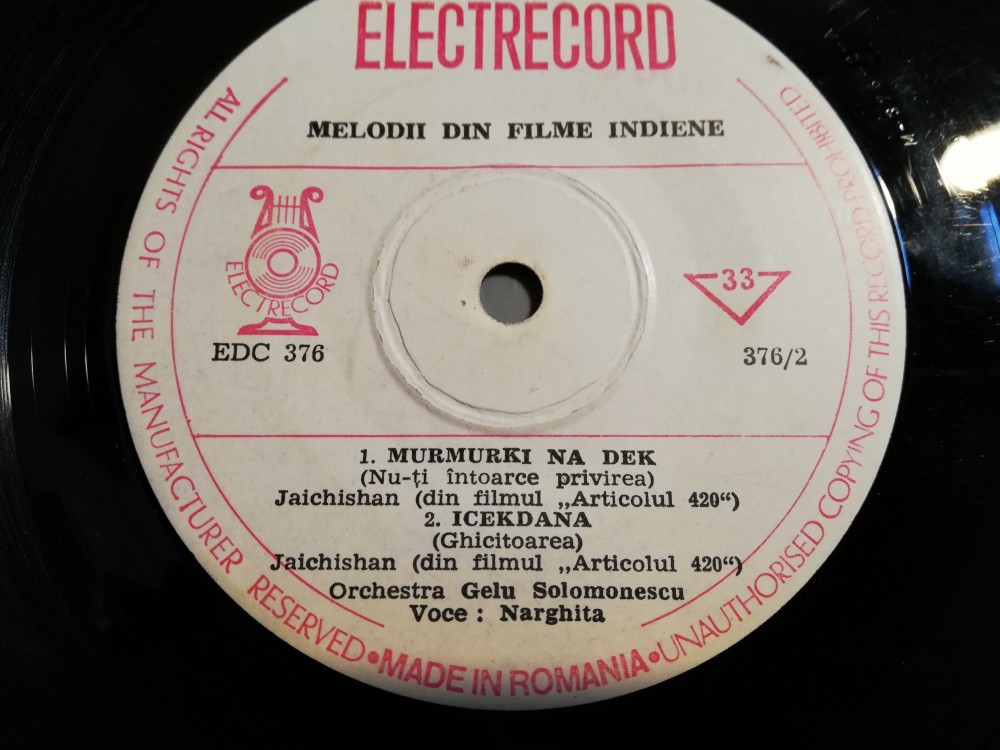 ELECTRECORD
MELODII DIN FILME INDIENE
ELECTRECORD
33
EDC 376
376/2
1. MURMURKI NA DEK
(Nu-ți întoarce privirea)
Jaichishan (din filmul „Articolul 420“)
2. ICEKDANA
(Ghicitoarea)
Jaichishan (din filmul „Articolul 420“)
Orchestra Gelu Solomonescu
Voce : Narghita
ALL RIGHTS OF THE MANUFACTURER RESERVED • MADE IN ROMANIA • UNAUTHORISED COPYING OF THIS RECORD PROHIBITED